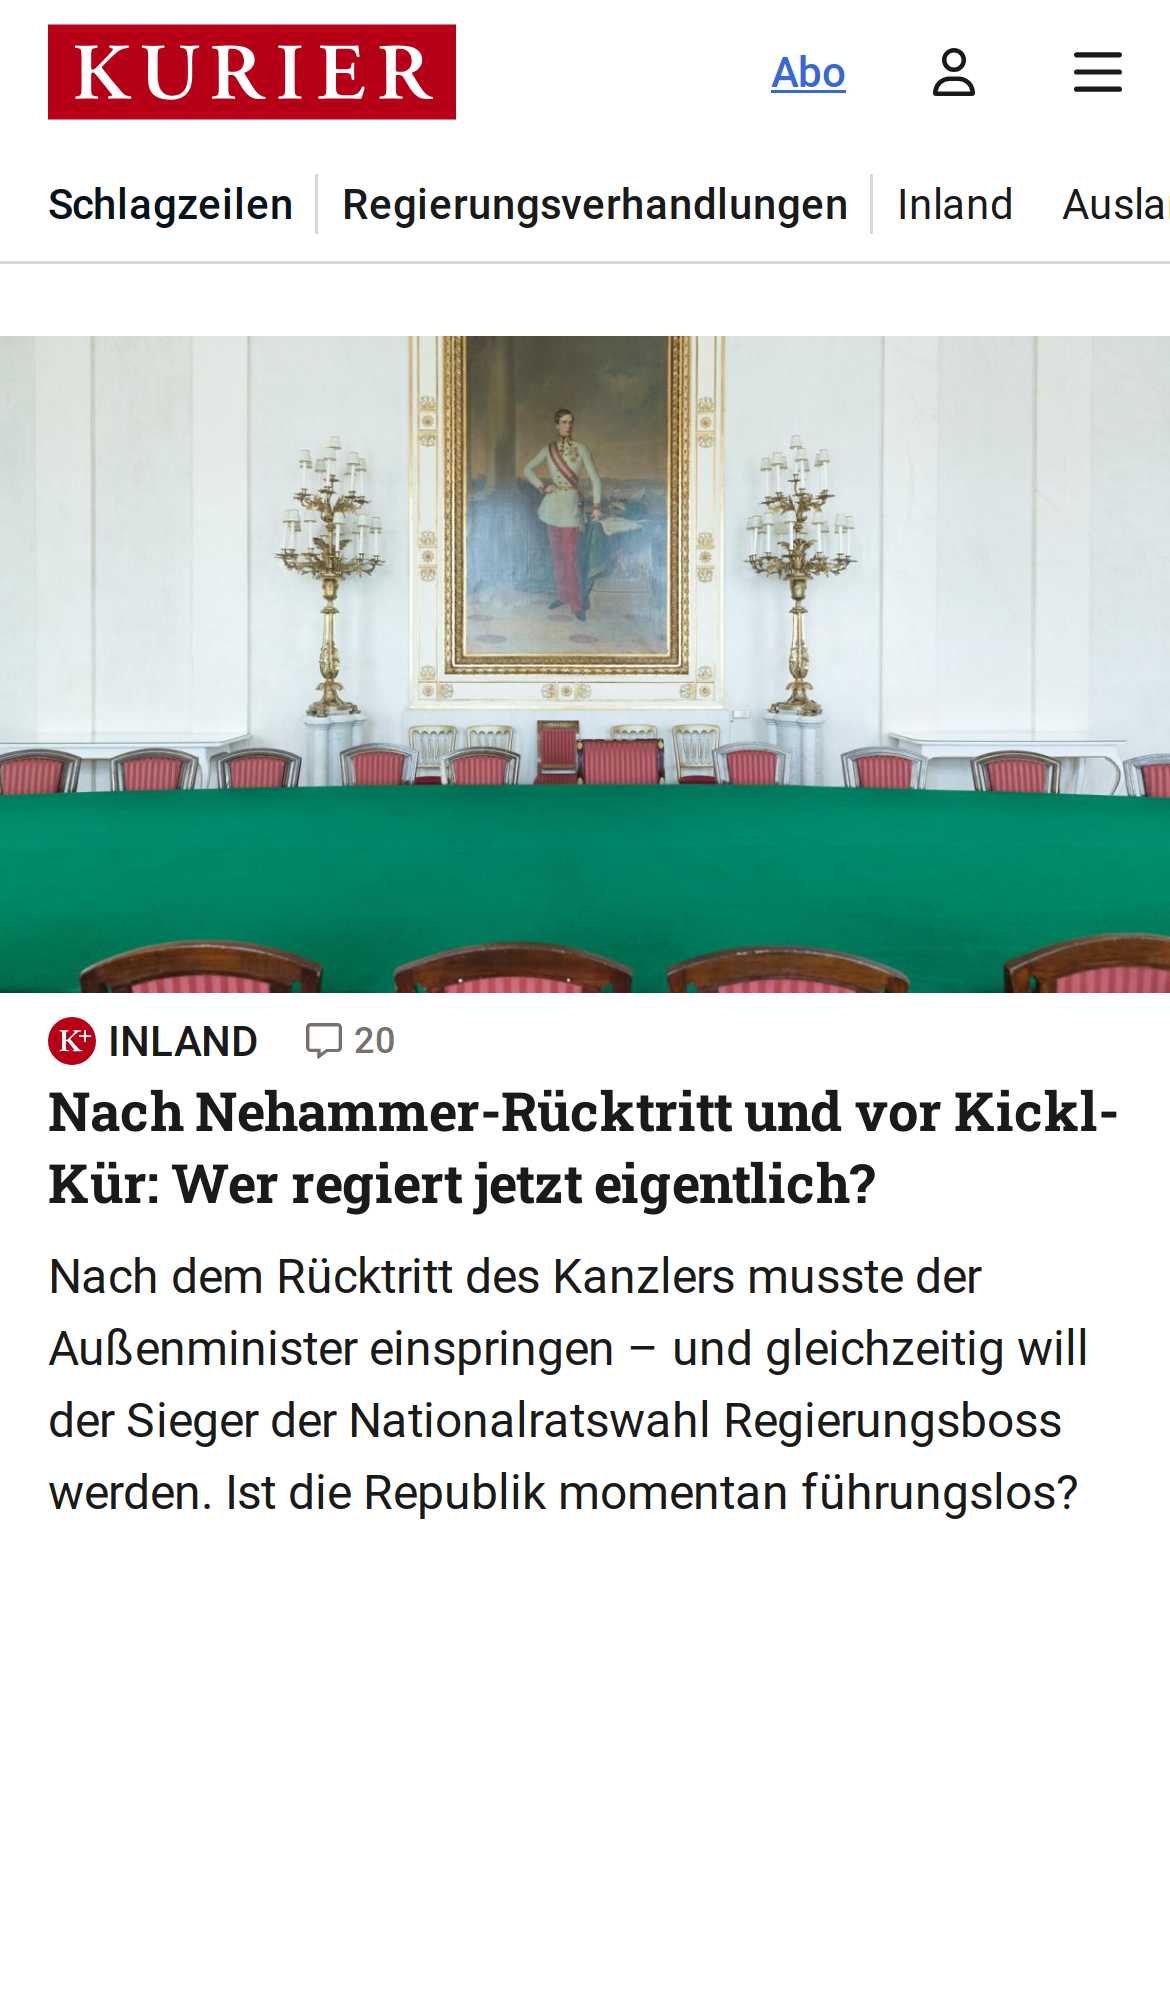 KURIER
Abo
Schlagzeilen
Regierungsverhandlungen
Inland
Ausla
K+ INLAND
20
Nach Nehammer-Rücktritt und vor Kickl-
Kür: Wer regiert jetzt eigentlich?
Nach dem Rücktritt des Kanzlers musste der
Außenminister einspringen – und gleichzeitig will
der Sieger der Nationalratswahl Regierungsboss
werden. Ist die Republik momentan führungslos?